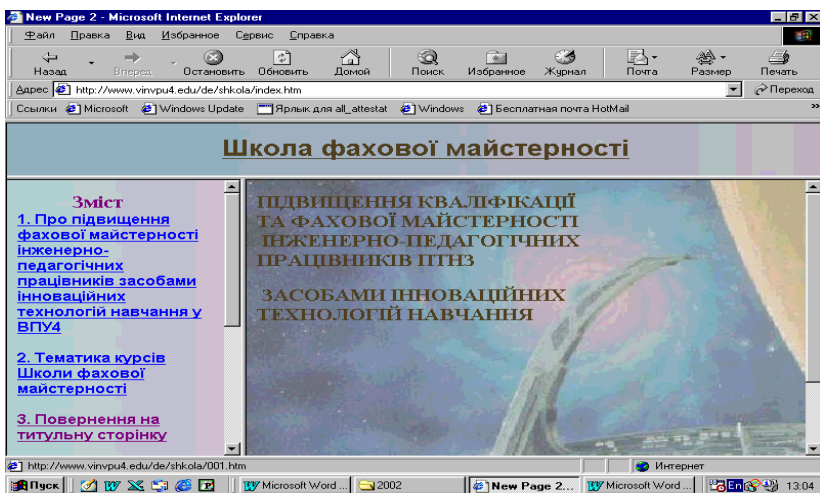 New Page 2 - Microsoft Internet Explorer
Файл Правка Вид Избранное Сервис Справка
Назад Вперед Остановить Обновить Домой Поиск Избранное Журнал Почта Размер Печать
Адрес http://www.vinvpu4.edu/de/shkola/index.htm Переход
Ссылки Microsoft Windows Update Ярлык для all_attestat Windows Бесплатная почта HotMail »
Школа фахової майстерності
Зміст
1. Про підвищення
фахової майстерності
інженерно-
педагогічних
працівників засобами
інноваційних
технологій навчання у
ВПУ4
2. Тематика курсів
Школи фахової
майстерності
3. Повернення на
титульну сторінку
ПІДВИЩЕННЯ КВАЛІФІКАЦІЇ
ТА ФАХОВОЇ МАЙСТЕРНОСТІ
ІНЖЕНЕРНО-ПЕДАГОГІЧНИХ
ПРАЦІВНИКІВ ПТНЗ
ЗАСОБАМИ ІННОВАЦІЙНИХ
ТЕХНОЛОГІЙ НАВЧАННЯ
http://www.vinvpu4.edu/de/shkola/001.htm Интернет
Пуск Microsoft Word ... 2002 New Page 2... Microsoft Word ... En 13:04